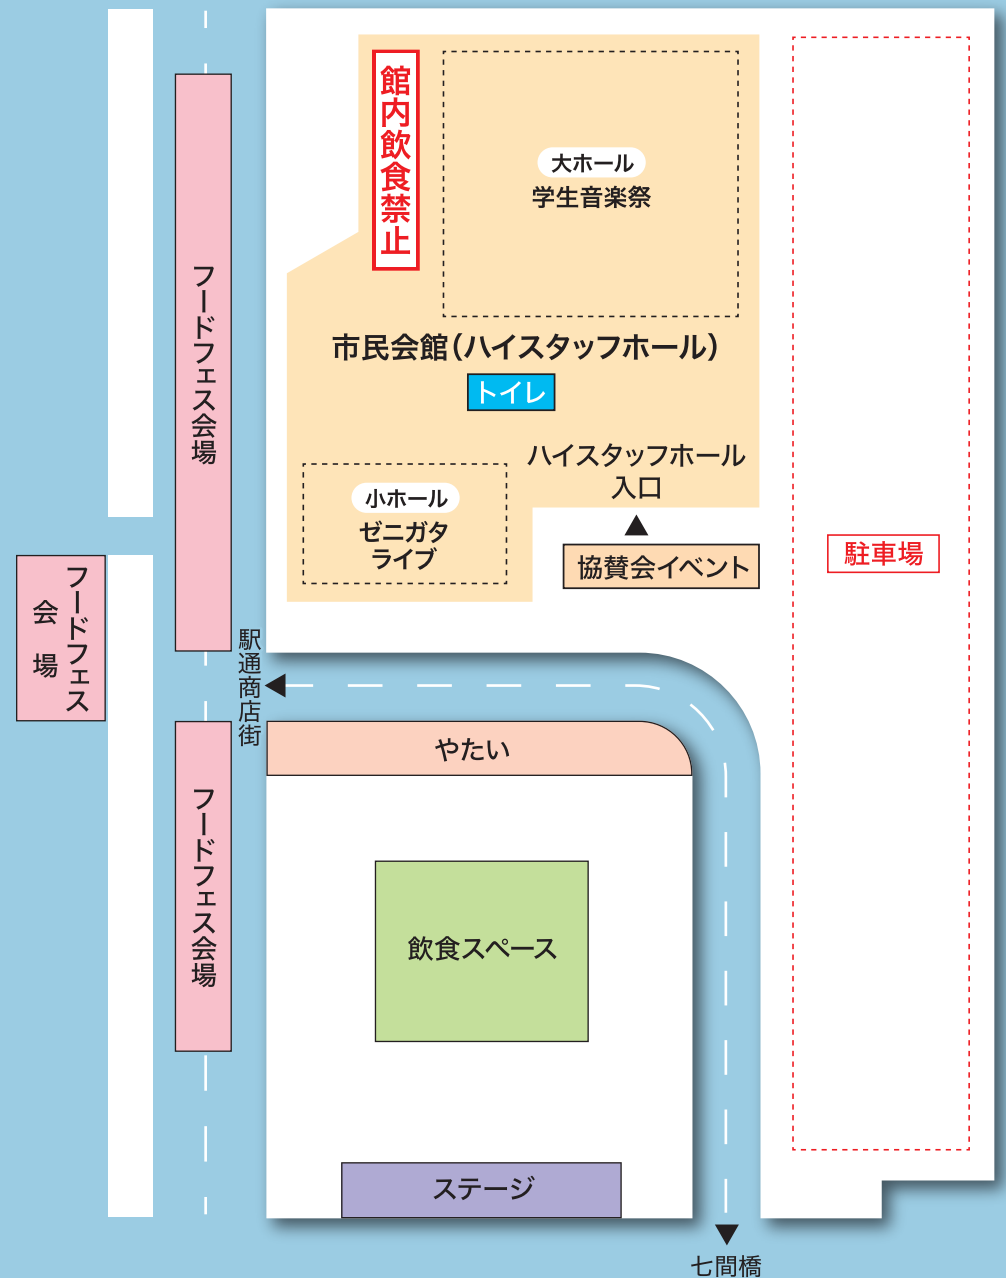 館内飲食禁止
大ホール
学生音楽祭
市民会館(ハイスタッフホール)
トイレ
ハイスタッフホール
入口
小ホール
ゼニガタ
ライブ
協賛会イベント
駐車場
フードフェス会場
フードフェス
会場
駅通商店街
やたい
フードフェス会場
飲食スペース
ステージ
七間橋